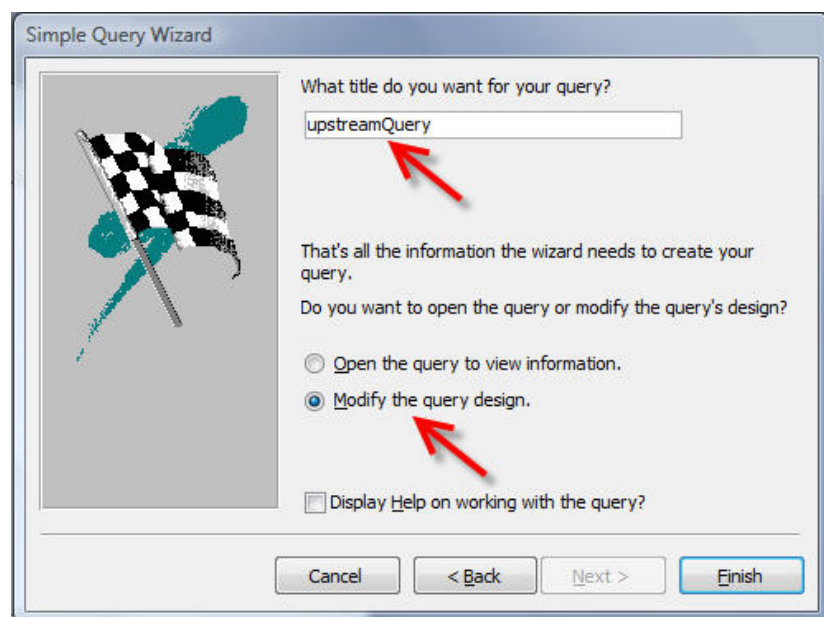 Simple Query Wizard
What title do you want for your query?
upstreamQuery
That's all the information the wizard needs to create your
query.
Do you want to open the query or modify the query's design?
Open the query to view information.
Modify the query design.
Display Help on working with the query?
Cancel < Back Next > Finish